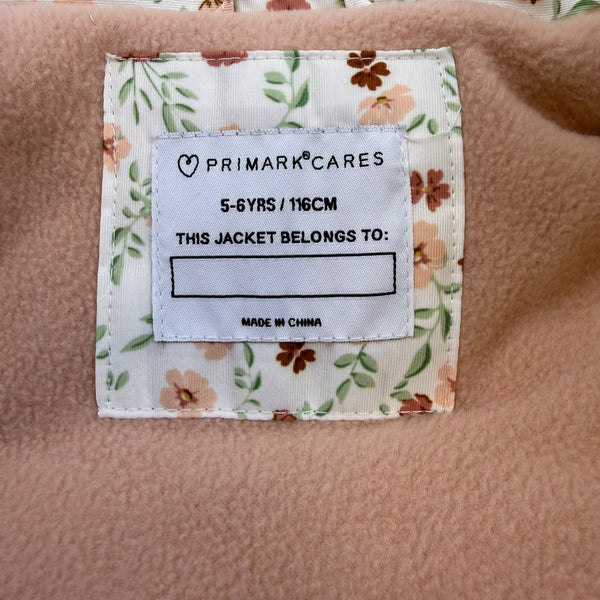 ♡ PRIMARK® CARES
5-6YRS / 116CM
THIS JACKET BELONGS TO:
MADE IN CHINA